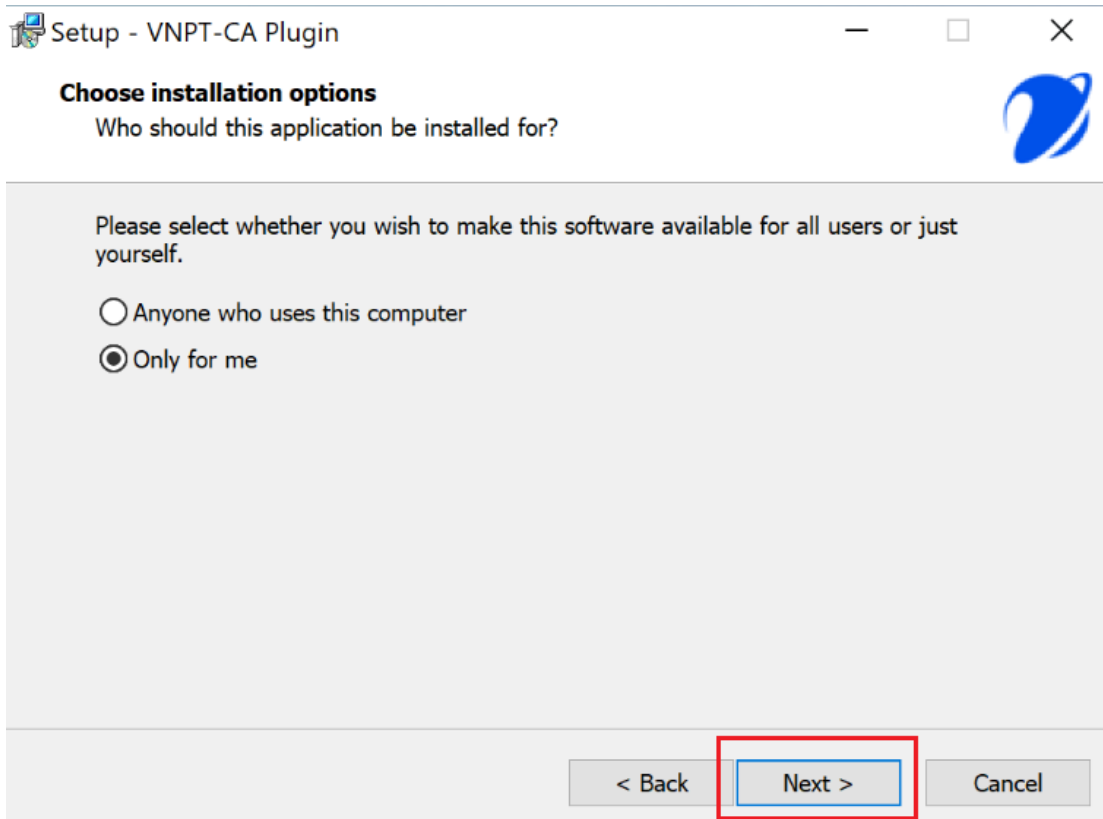 Setup - VNPT-CA Plugin
Choose installation options
Who should this application be installed for?
Please select whether you wish to make this software available for all users or just
yourself.
Anyone who uses this computer
Only for me
< Back
Next >
Cancel